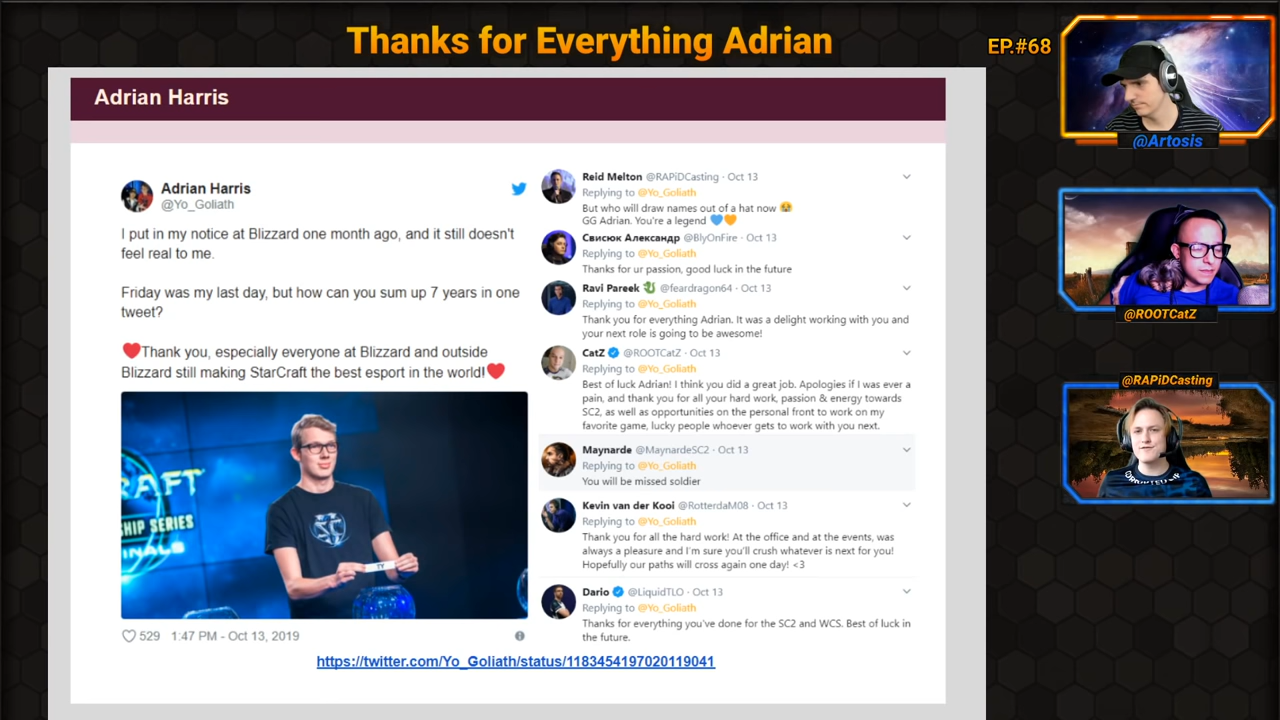 Thanks for Everything Adrian
EP.#68
Adrian Harris
Adrian Harris
@Yo_Goliath
I put in my notice at Blizzard one month ago, and it still doesn't
feel real to me.
Friday was my last day, but how can you sum up 7 years in one
tweet?
❤️Thank you, especially everyone at Blizzard and outside
Blizzard still making StarCraft the best esport in the world!❤️
RAFT
SHIP SERIES
INALS
TY
529 1:47 PM - Oct 13, 2019
Reid Melton @RAPiDCasting · Oct 13
Replying to @Yo_Goliath
But who will draw names out of a hat now 😭
GG Adrian. You're a legend 💙🧡
Свисюк Александр @BlyOnFire · Oct 13
Replying to @Yo_Goliath
Thanks for ur passion, good luck in the future
Ravi Pareek 🐉 @feardragon64 · Oct 13
Replying to @Yo_Goliath
Thank you for everything Adrian. It was a delight working with you and
your next role is going to be awesome!
CatZ @ROOTCatZ · Oct 13
Replying to @Yo_Goliath
Best of luck Adrian! I think you did a great job. Apologies if I was ever a
pain, and thank you for all your hard work, passion & energy towards
SC2, as well as opportunities on the personal front to work on my
favorite game, lucky people whoever gets to work with you next.
Maynarde @MaynardeSC2 · Oct 13
Replying to @Yo_Goliath
You will be missed soldier
Kevin van der Kooi @RotterdaM08 · Oct 13
Replying to @Yo_Goliath
Thank you for all the hard work! At the office and at the events, was
always a pleasure and I'm sure you'll crush whatever is next for you!
Hopefully our paths will cross again one day! <3
Dario @LiquidTLO · Oct 13
Replying to @Yo_Goliath
Thanks for everything you've done for the SC2 and WCS. Best of luck in
the future.
https://twitter.com/Yo_Goliath/status/1183454197020119041
@Artosis
@ROOTCatZ
@RAPiDCasting